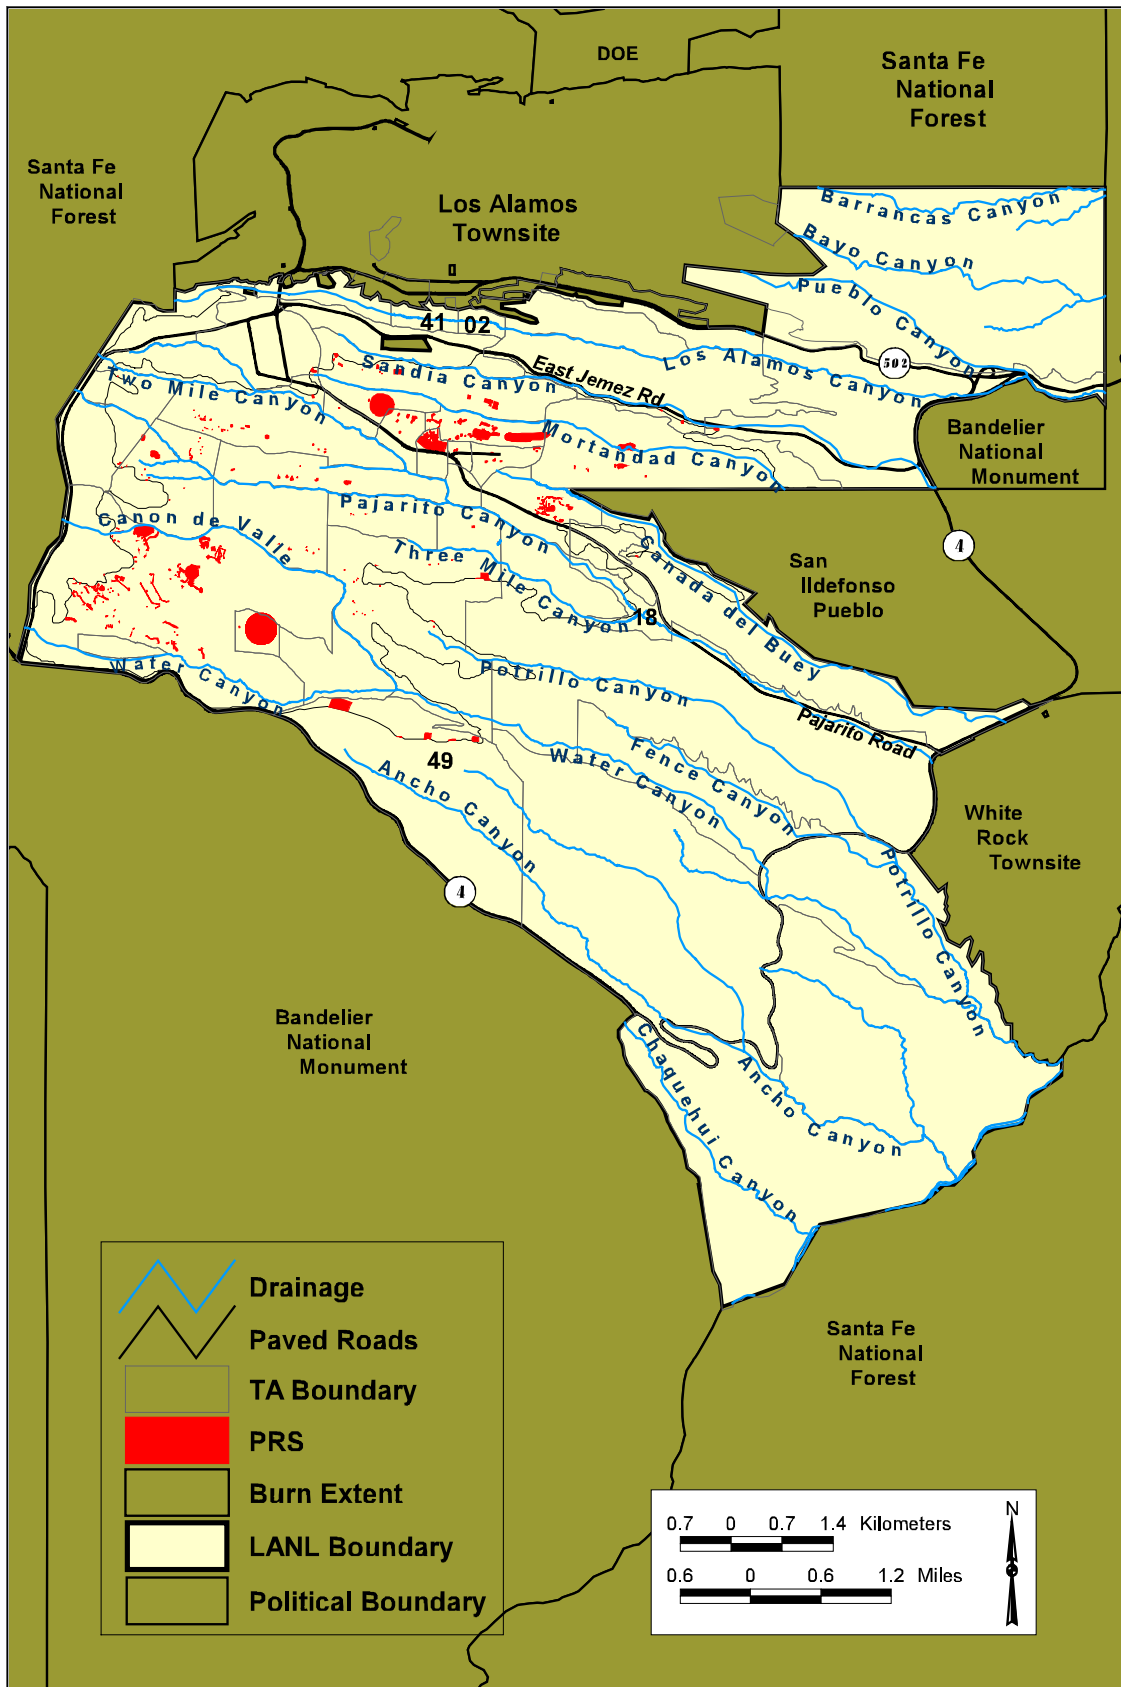 DOE
Santa Fe
National
Forest
Santa Fe
National
Forest
Los Alamos
Townsite
Barrancas Canyon
Bayo Canyon
Pueblo Canyon
41
02
502
Los Alamos Canyon
East Jemez Rd
Sandia Canyon
Two Mile Canyon
Mortandad Canyon
Bandelier
National
Monument
Pajarito Canyon
Canon de Valle
Three Mile Canyon
Canada del Buey
4
San
Ildefonso
Pueblo
18
Water Canyon
Potrillo Canyon
Pajarito Road
Fence Canyon
Water Canyon
49
Ancho Canyon
White
Rock
Townsite
Potrillo Canyon
4
Bandelier
National
Monument
Chaquehui Canyon
Ancho Canyon
Santa Fe
National
Forest
Drainage
Paved Roads
TA Boundary
PRS
Burn Extent
LANL Boundary
Political Boundary
N
0.7 0 0.7 1.4 Kilometers
0.6 0 0.6 1.2 Miles